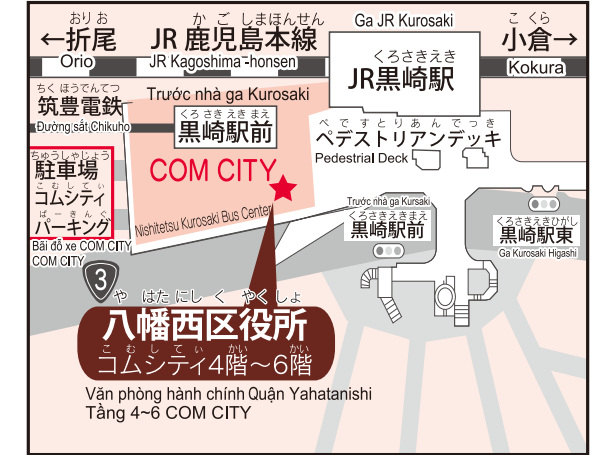 おり お
←折尾
Orio
か ご しまほんせん
JR 鹿児島本線
JR Kagoshima-honsen
Ga JR Kurosaki
くろさきえき
JR黒崎駅
こ くら
小倉→
Kokura
ちく ほうでんてつ
筑豊電鉄
Đường sắt Chikuho
Trước nhà ga Kurosaki
くろ さき えき まえ
黒崎駅前
ぺ で す と り あ ん で っ き
ペデストリアンデッキ
Pedestrial Deck
ちゅうしゃじょう
駐車場
こ む し て ぃ
コムシティ
ぱ ー き ん ぐ
パーキング
Bãi đỗ xe COM CITY
COM CITY
COM CITY
Nishitetsu Kurosaki Bus Center
Trước nhà ga Kursaki
くろさきえきまえ
黒崎駅前
くろさきえきひがし
黒崎駅東
Ga Kurosaki Higashi
3
や はた にし く やく しょ
八幡西区役所
こ む し て ぃ かい かい
コムシティ4階～6階
Văn phòng hành chính Quận Yahatanishi
Tầng 4~6 COM CITY